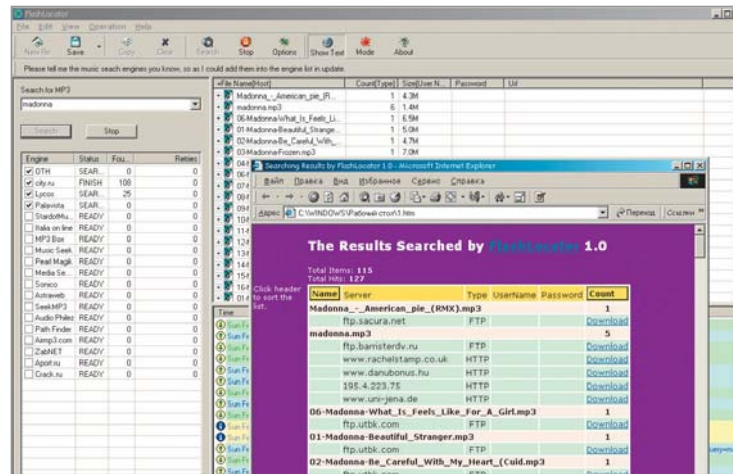 FlashLocator
File Edit View Operation Help
New File Save Copy Clear Search Stop Options Show Text Mode About
Please tell me the music search engines you know, so as I could add them into the engine list in update.
Search for MP3
madonna
Search Stop
Engine Status Fou... Retries
OTH SEAR... 0 0
city.ru FINISH 108 0
Lycos SEAR... 25 0
Palavista SEAR... 0 0
StardotMu... READY 0 0
Italia on line READY 0 0
MP3 Box READY 0 0
Music Seek READY 0 0
Pearl Magik READY 0 0
Media Se... READY 0 0
Sonico READY 0 0
Astraweb READY 0 0
SeekMP3 READY 0 0
Audio Philez READY 0 0
Path Finder READY 0 0
Aimp3.com READY 0 0
ZabNET READY 0 0
Aport.ru READY 0 0
Crack.ru READY 0 0
File Name[Host] Count[Type] Size[User N... Password Url
Madonna_-_American_pie_(R... 1 4.3M
madonna.mp3 6 1.4M
06-Madonna-What_Is_Feels_Li... 1 6.5M
01-Madonna-Beautiful_Strange... 1 5.0M
02-Madonna-Be_Careful_With_... 1 4.7M
03-Madonna-Frozen.mp3 1 7.0M
Time
Searching Results by FlashLocator 1.0 - Microsoft Internet Explorer
Файл Правка Вид Избранное Сервис Справка
Адрес C:\WINDOWS\Рабочий стол\1.htm Переход Ссылки
The Results Searched by FlashLocator 1.0
Total Items: 115
Total Hits: 127
Click header to sort the list.
Name Server Type UserName Password Count
Madonna_-_American_pie_(RMX).mp3 1
ftp.sacura.net FTP Download
madonna.mp3 5
ftp.barristerdv.ru FTP Download
www.rachelstamp.co.uk HTTP Download
www.danubonus.hu HTTP Download
195.4.223.75 HTTP Download
www.uni-jena.de HTTP Download
06-Madonna-What_Is_Feels_Like_For_A_Girl.mp3 1
ftp.utbk.com FTP Download
01-Madonna-Beautiful_Stranger.mp3 1
ftp.utbk.com FTP Download
02-Madonna-Be_Careful_With_My_Heart_(Cuid.mp3 1
ftp.utbk.com FTP Download